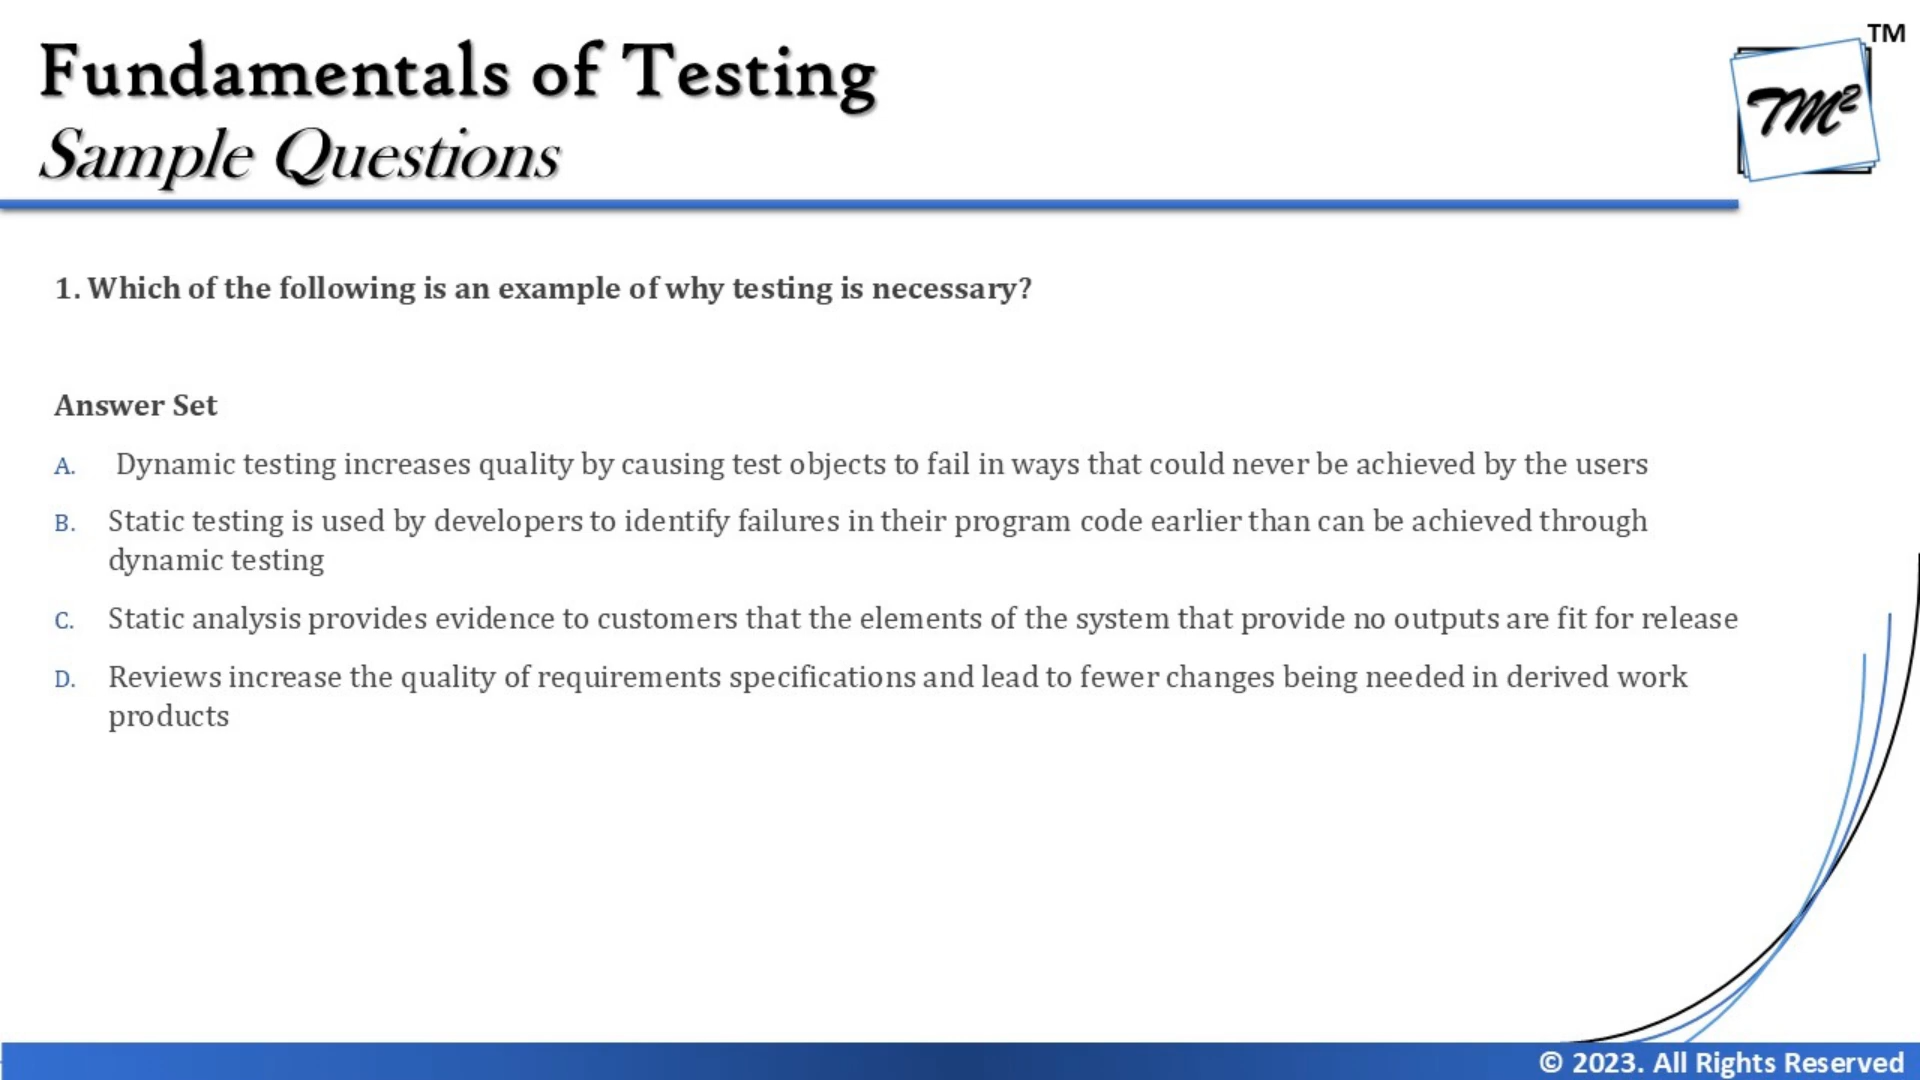 Fundamentals of Testing
Sample Questions
TM
TM²
1. Which of the following is an example of why testing is necessary?
Answer Set
A. Dynamic testing increases quality by causing test objects to fail in ways that could never be achieved by the users
B. Static testing is used by developers to identify failures in their program code earlier than can be achieved through
dynamic testing
C. Static analysis provides evidence to customers that the elements of the system that provide no outputs are fit for release
D. Reviews increase the quality of requirements specifications and lead to fewer changes being needed in derived work
products
© 2023. All Rights Reserved